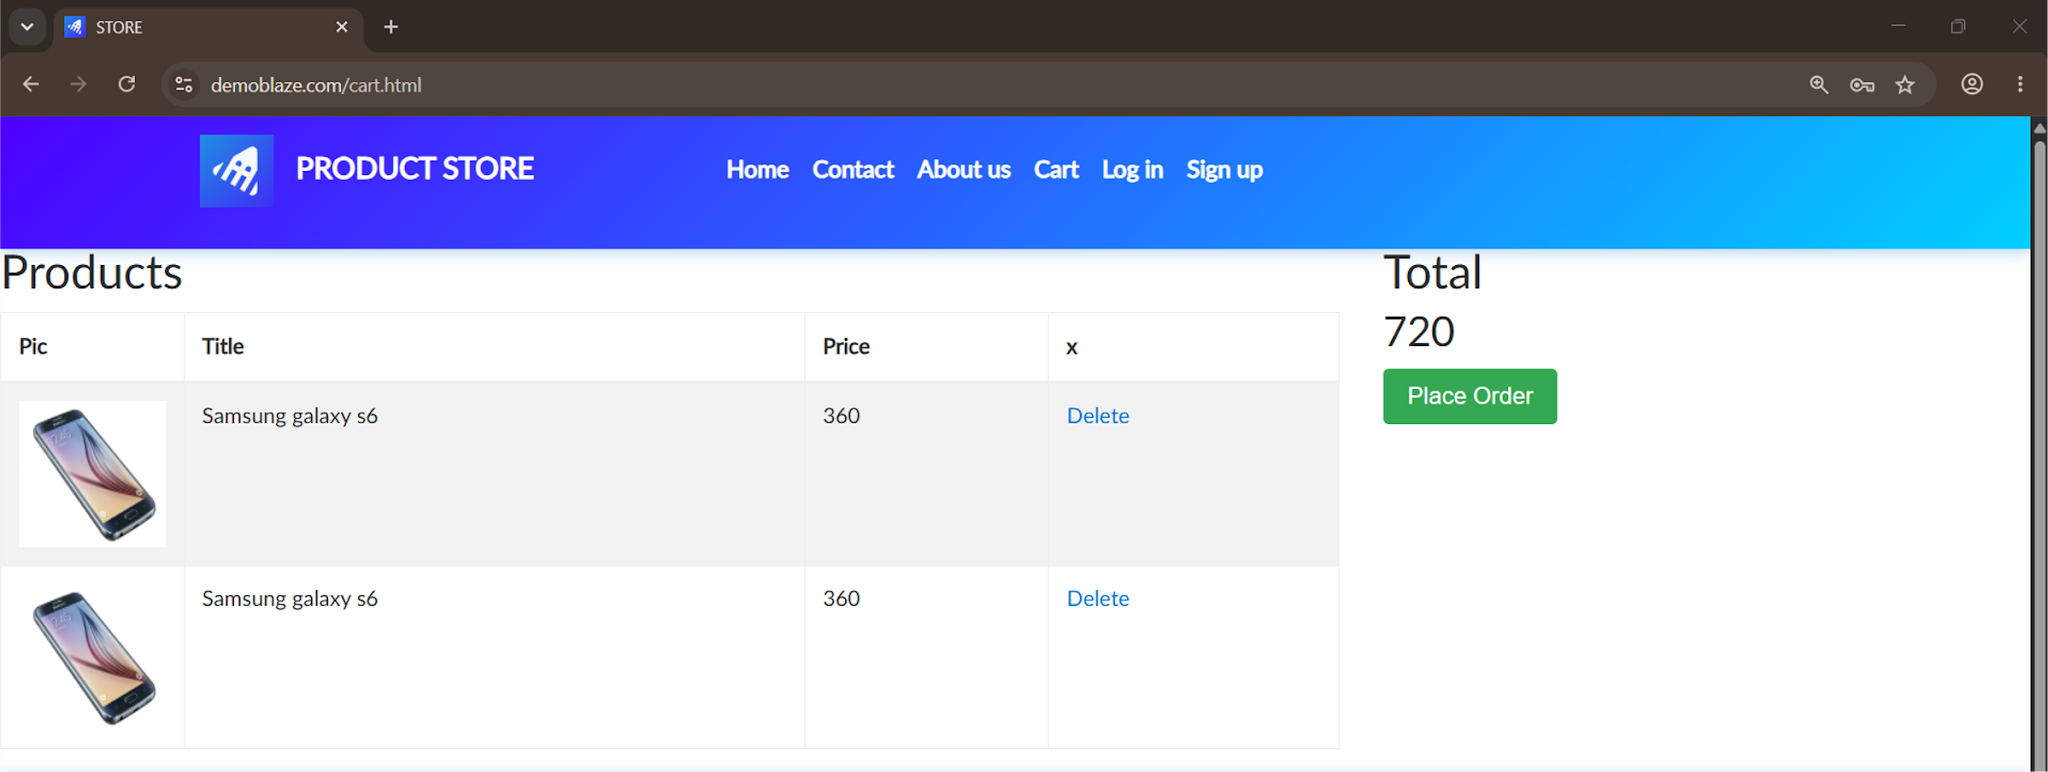 STORE
demoblaze.com/cart.html
PRODUCT STORE
Home Contact About us Cart Log in Sign up
Products
Pic Title Price x
Samsung galaxy s6 360 Delete
Samsung galaxy s6 360 Delete
Total
720
Place Order